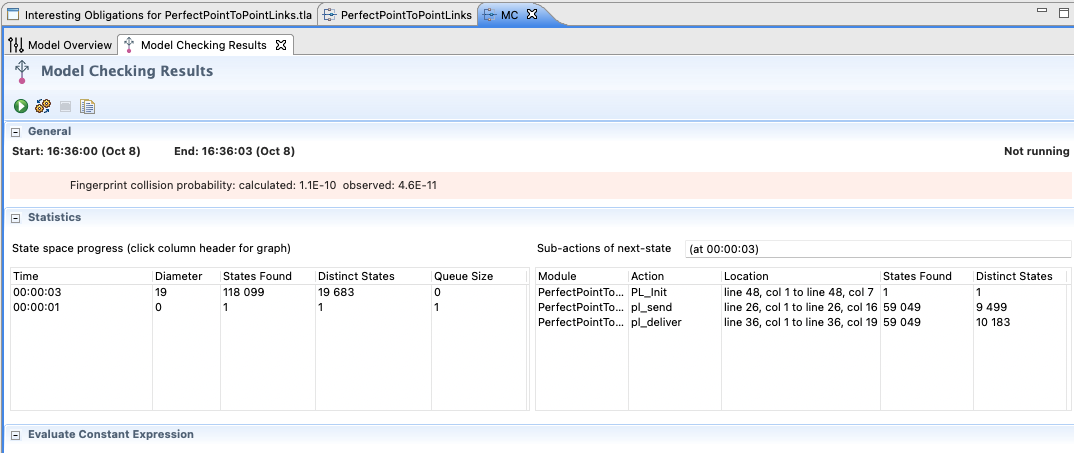 Interesting Obligations for PerfectPointToPointLinks.tla PerfectPointToPointLinks MC
Model Overview Model Checking Results
Model Checking Results
General
Start: 16:36:00 (Oct 8) End: 16:36:03 (Oct 8) Not running
Fingerprint collision probability: calculated: 1.1E-10 observed: 4.6E-11
Statistics
State space progress (click column header for graph) Sub-actions of next-state (at 00:00:03)
Time Diameter States Found Distinct States Queue Size Module Action Location States Found Distinct States
00:00:03 19 118 099 19 683 0 PerfectPointTo... PL_Init line 48, col 1 to line 48, col 7 1 1
00:00:01 0 1 1 1 PerfectPointTo... pl_send line 26, col 1 to line 26, col 16 59 049 9 499
PerfectPointTo... pl_deliver line 36, col 1 to line 36, col 19 59 049 10 183
Evaluate Constant Expression